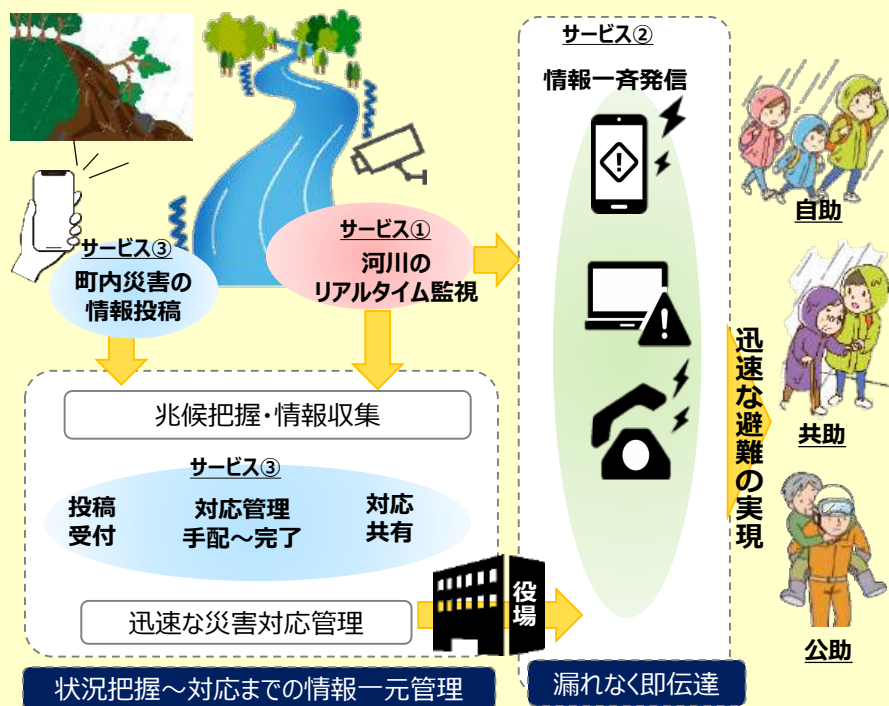 サービス③
町内災害の
情報投稿
サービス①
河川の
リアルタイム監視
兆候把握・情報収集
サービス③
投稿
受付
対応管理
手配～完了
対応
共有
迅速な災害対応管理
役場
状況把握～対応までの情報一元管理
サービス②
情報一斉発信
漏れなく即伝達
迅速な避難の実現
自助
共助
公助